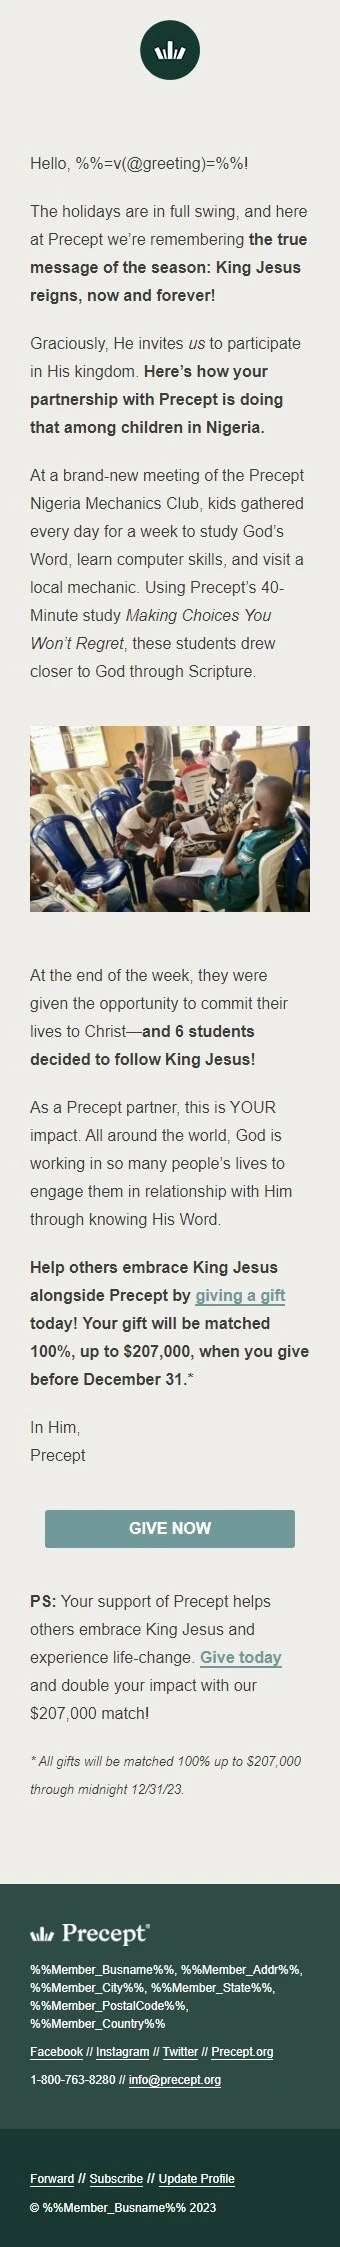 Hello, %%=v(@greeting)=%%!
The holidays are in full swing, and here
at Precept we’re remembering the true
message of the season: King Jesus
reigns, now and forever!
Graciously, He invites us to participate
in His kingdom. Here’s how your
partnership with Precept is doing
that among children in Nigeria.
At a brand-new meeting of the Precept
Nigeria Mechanics Club, kids gathered
every day for a week to study God’s
Word, learn computer skills, and visit a
local mechanic. Using Precept’s 40-
Minute study Making Choices You
Won’t Regret, these students drew
closer to God through Scripture.
At the end of the week, they were
given the opportunity to commit their
lives to Christ—and 6 students
decided to follow King Jesus!
As a Precept partner, this is YOUR
impact. All around the world, God is
working in so many people’s lives to
engage them in relationship with Him
through knowing His Word.
Help others embrace King Jesus
alongside Precept by giving a gift
today! Your gift will be matched
100%, up to $207,000, when you give
before December 31.*
In Him,
Precept
GIVE NOW
PS: Your support of Precept helps
others embrace King Jesus and
experience life-change. Give today
and double your impact with our
$207,000 match!
* All gifts will be matched 100% up to $207,000
through midnight 12/31/23.
Precept®
%%Member_Busname%%, %%Member_Addr%%,
%%Member_City%%, %%Member_State%%,
%%Member_PostalCode%%,
%%Member_Country%%
Facebook // Instagram // Twitter // Precept.org
1-800-763-8280 // info@precept.org
Forward // Subscribe // Update Profile
© %%Member_Busname%% 2023